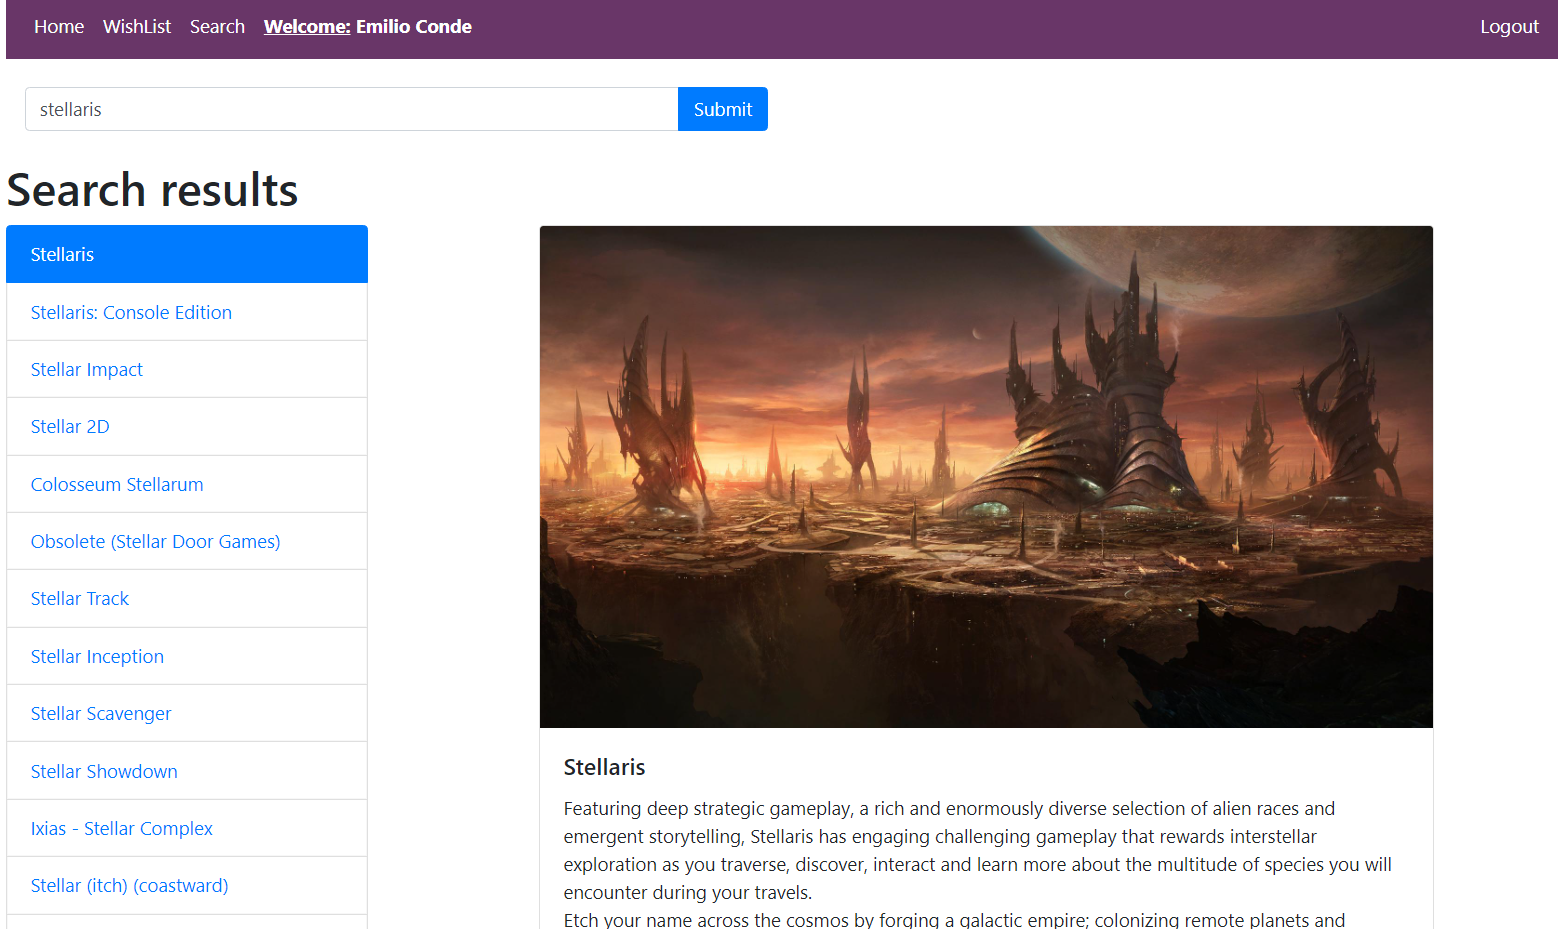 Home WishList Search Welcome: Emilio Conde Logout
stellaris Submit
Search results
Stellaris
Stellaris: Console Edition
Stellar Impact
Stellar 2D
Colosseum Stellarum
Obsolete (Stellar Door Games)
Stellar Track
Stellar Inception
Stellar Scavenger
Stellar Showdown
Ixias - Stellar Complex
Stellar (itch) (coastward)
Stellaris
Featuring deep strategic gameplay, a rich and enormously diverse selection of alien races and
emergent storytelling, Stellaris has engaging challenging gameplay that rewards interstellar
exploration as you traverse, discover, interact and learn more about the multitude of species you will
encounter during your travels.
Etch your name across the cosmos by forging a galactic empire; colonizing remote planets and